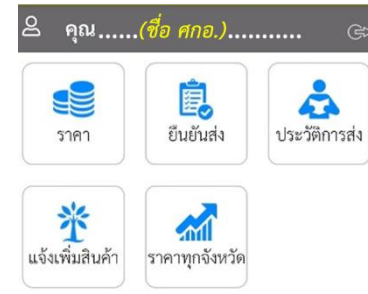 คุณ......(ชื่อ ศกอ.)...........
ราคา ยืนยันส่ง ประวัติการส่ง
แจ้งเพิ่มสินค้า ราคาทุกจังหวัด